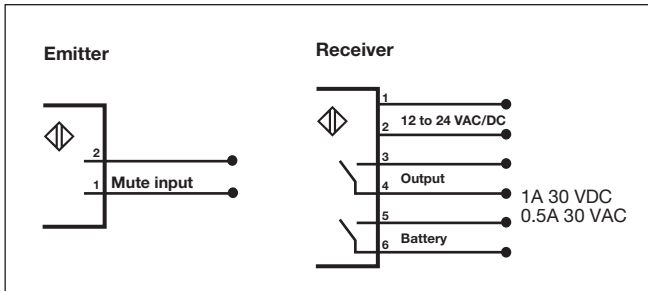 Emitter
2
1 Mute input
Receiver
1
12 to 24 VAC/DC
2
3
Output
4
1A 30 VDC
0.5A 30 VAC
5
Battery
6